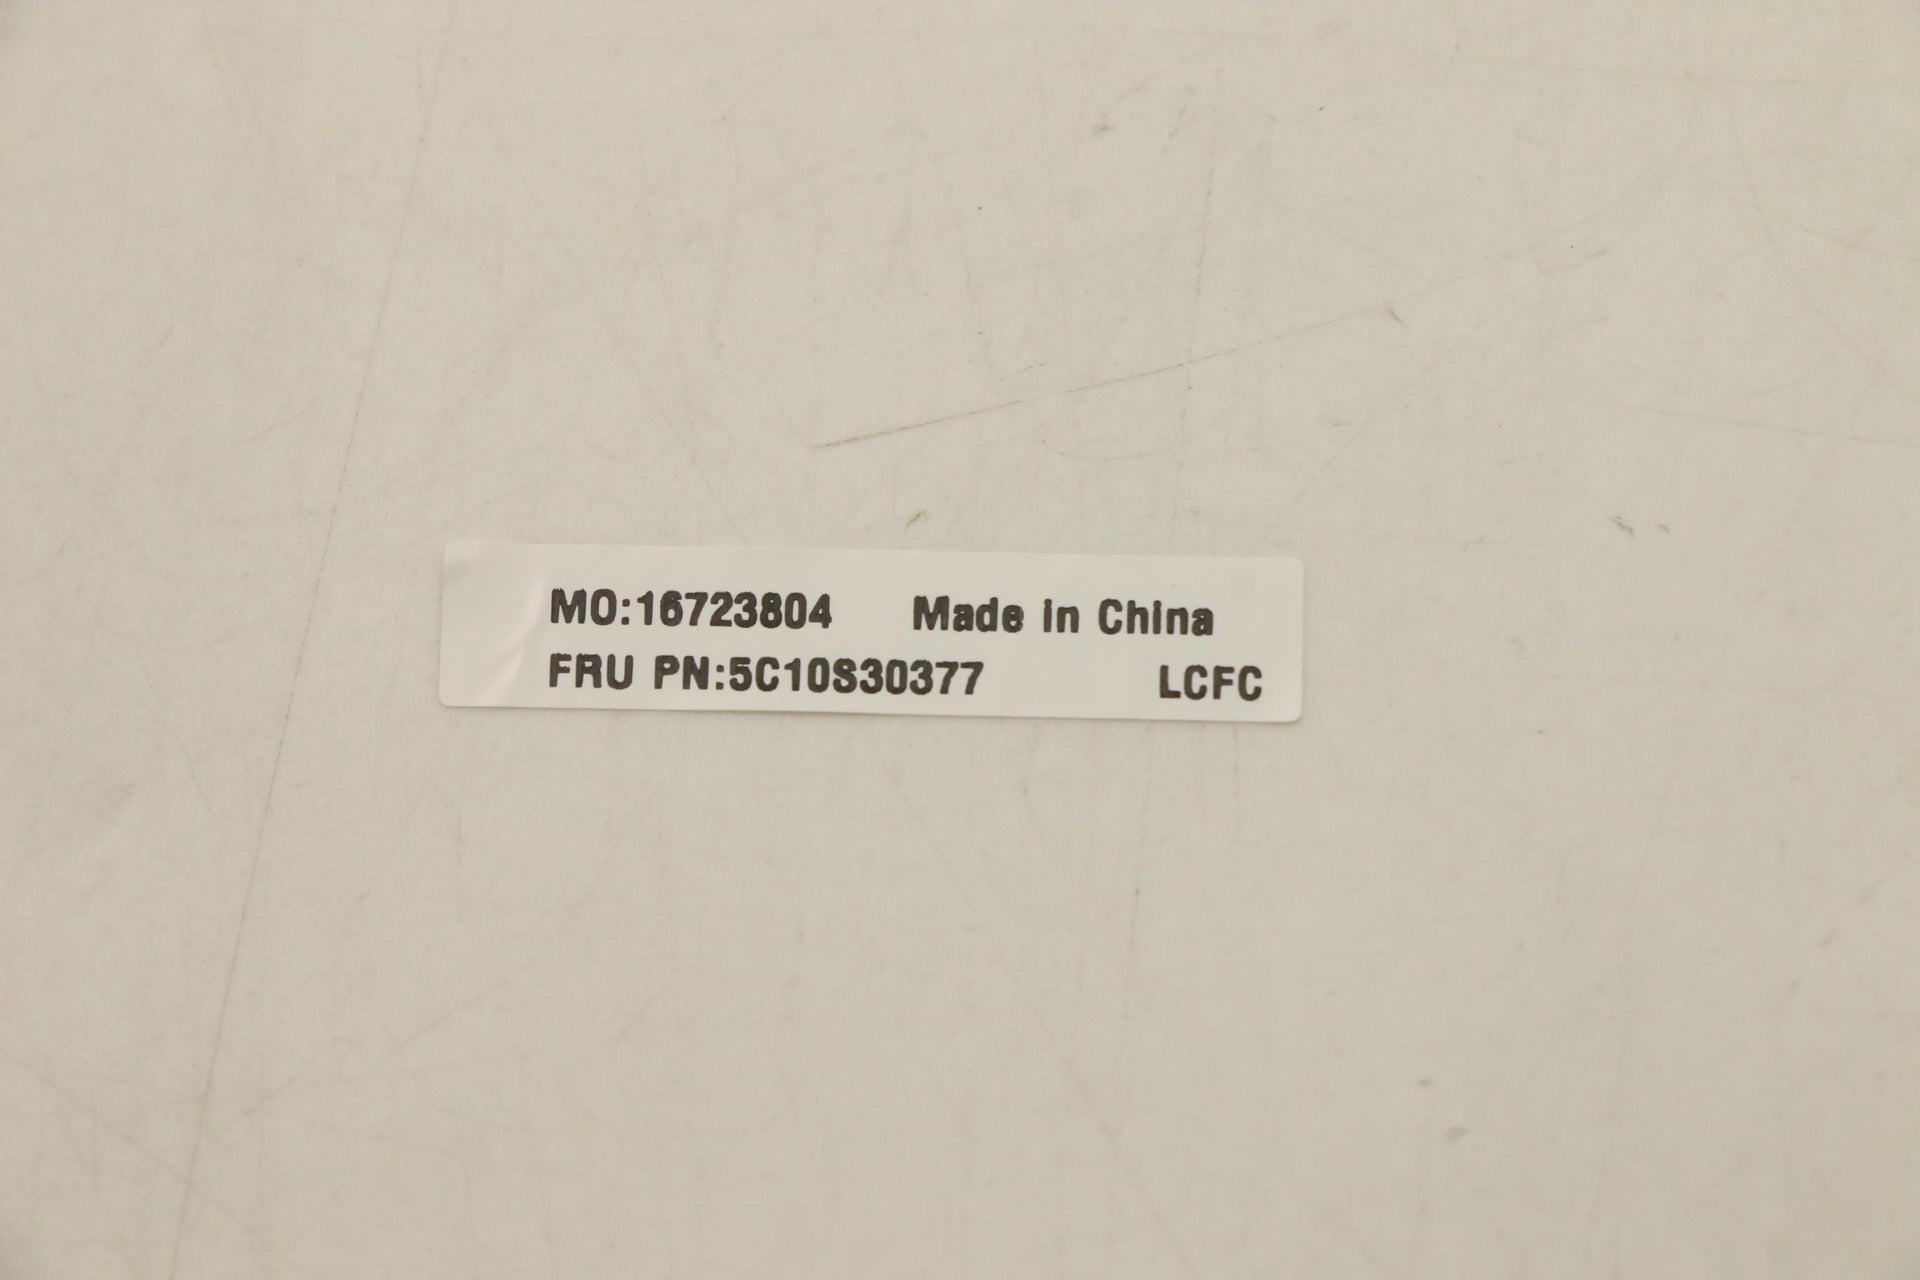 MO:16723804 Made in China
FRU PN:5C10S30377 LCFC